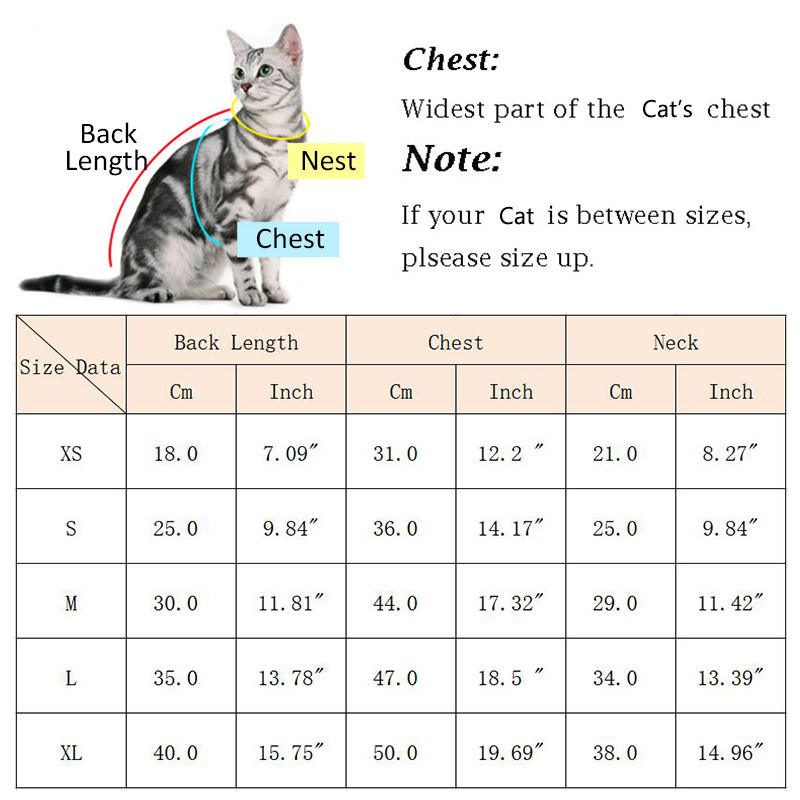 Back
Length
Nest
Chest
Chest:
Widest part of the Cat's chest
Note:
If your Cat is between sizes,
plsease size up.
Size Data Back Length Chest Neck
Cm Inch Cm Inch Cm Inch
XS 18.0 7.09" 31.0 12.2 " 21.0 8.27"
S 25.0 9.84" 36.0 14.17" 25.0 9.84"
M 30.0 11.81" 44.0 17.32" 29.0 11.42"
L 35.0 13.78" 47.0 18.5 " 34.0 13.39"
XL 40.0 15.75" 50.0 19.69" 38.0 14.96"